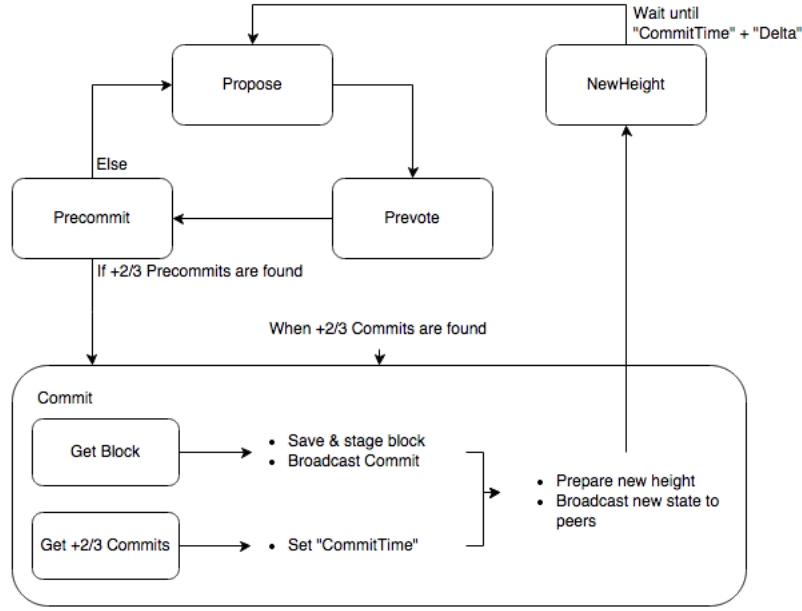 Wait until
"CommitTime" + "Delta"
Propose
NewHeight
Else
Precommit
Prevote
If +2/3 Precommits are found
When +2/3 Commits are found
Commit
Get Block
• Save & stage block
• Broadcast Commit
• Prepare new height
• Broadcast new state to
peers
Get +2/3 Commits
• Set "CommitTime"